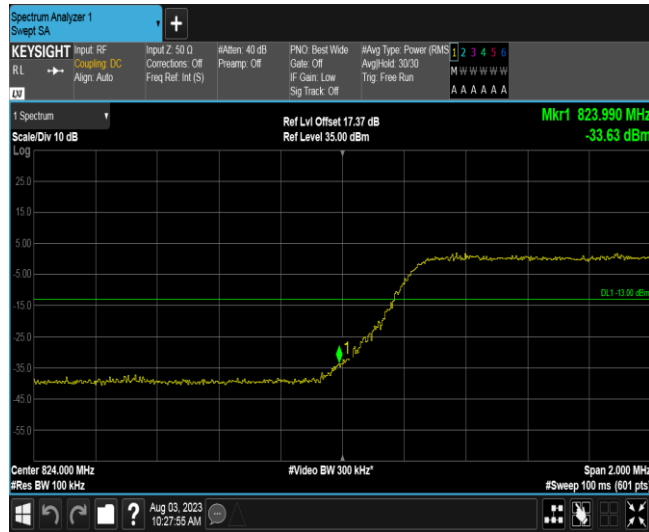 Spectrum Analyzer 1
Swept SA
+
KEYSIGHT
RL
LXI
Input: RF
Coupling: DC
Align: Auto
Input Z: 50 Ω
Corrections: Off
Freq Ref: Int (S)
#Atten: 40 dB
Preamp: Off
PNO: Best Wide
Gate: Off
IF Gain: Low
Sig Track: Off
#Avg Type: Power (RMS
Avg|Hold: 30/30
Trig: Free Run
1 2 3 4 5 6
M W W W W W
A A A A A A
1 Spectrum
Scale/Div 10 dB
Log
Ref Lvl Offset 17.37 dB
Ref Level 35.00 dBm
Mkr1 823.990 MHz
-33.63 dBm
25.0
15.0
5.00
-5.00
-15.0
-25.0
-35.0
-45.0
-55.0
DL1 -13.00 dBm
1
Center 824.000 MHz
#Res BW 100 kHz
#Video BW 300 kHz*
Span 2.000 MHz
#Sweep 100 ms (601 pts)
?
Aug 03, 2023
10:27:55 AM